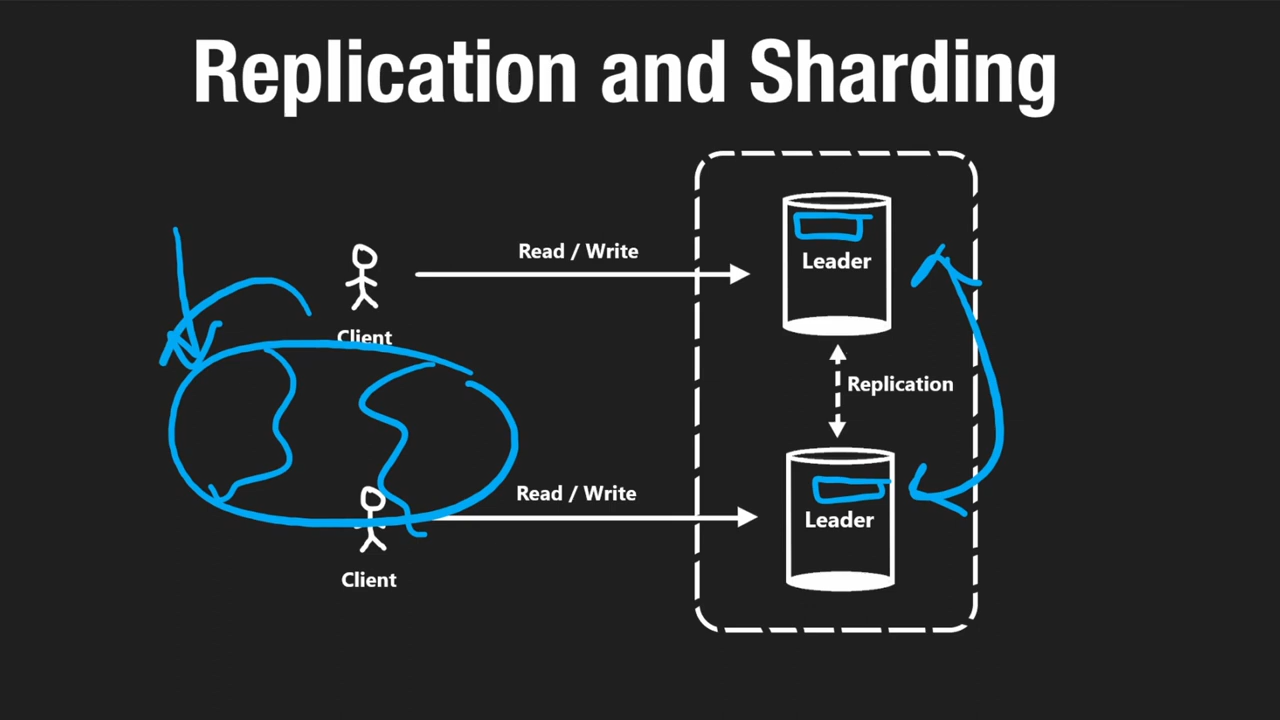 Replication and Sharding
Read / Write
Leader
Client
Replication
Read / Write
Leader
Client